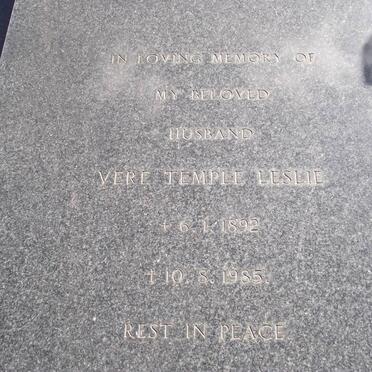 IN LOVING MEMORY OF
MY BELOVED
HUSBAND
VERE TEMPLE LESLIE
+ 6. 1. 1892
† 10. 8. 1985.
REST IN PEACE